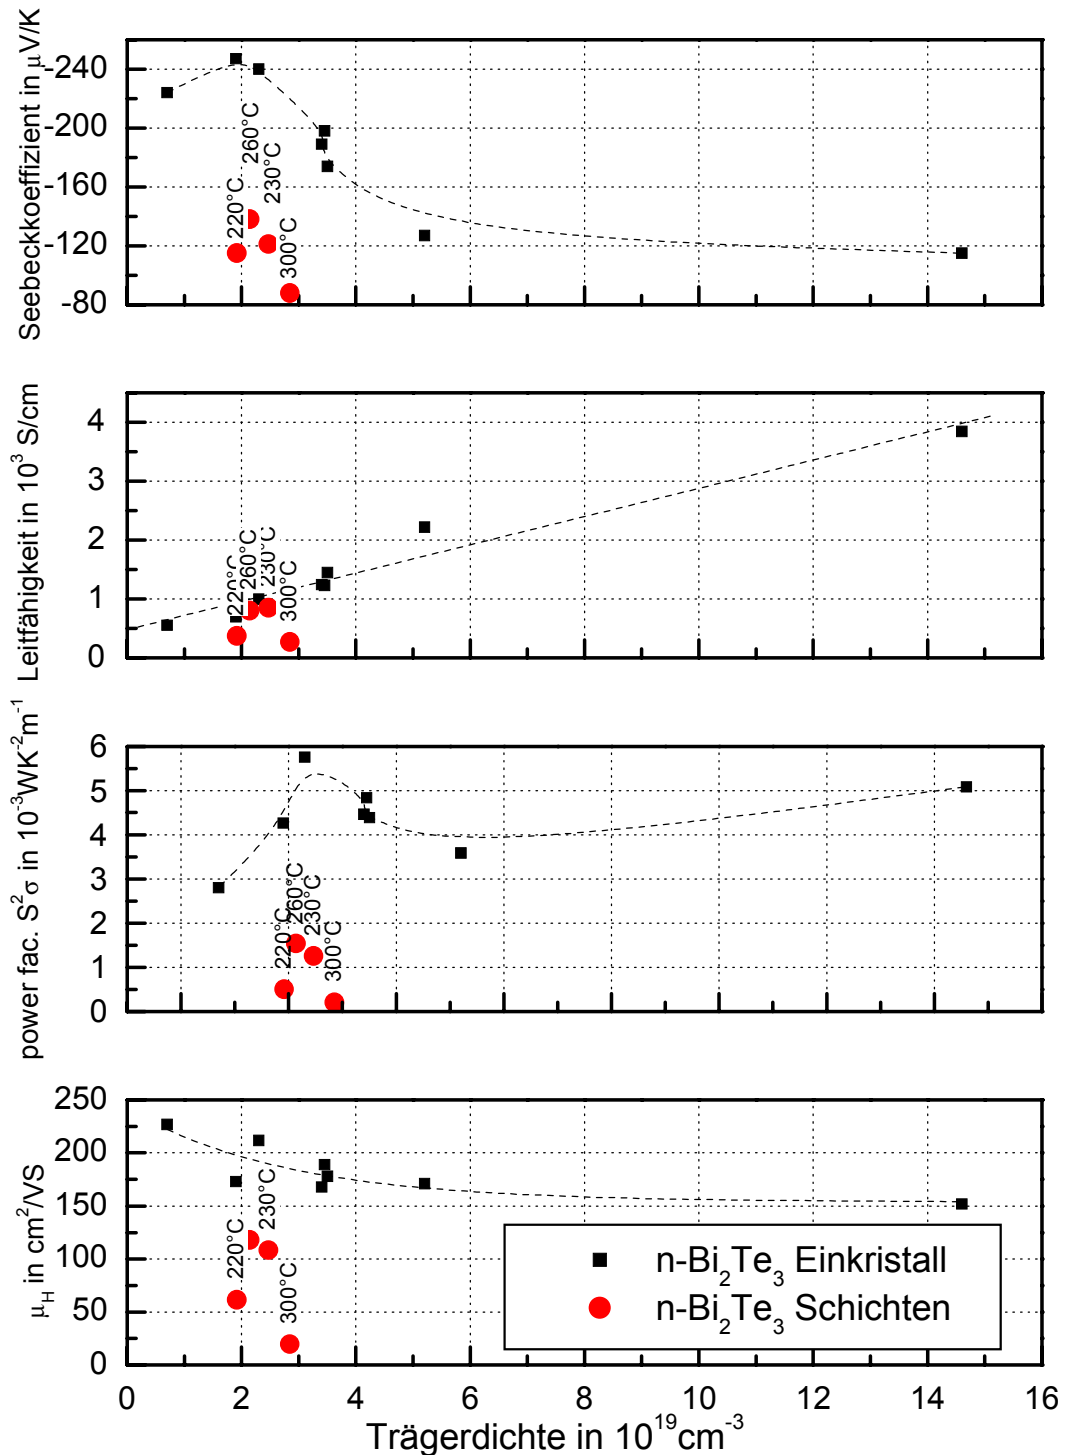 Seebeckkoeffizient in μV/K
-240
-200
-160
-120
-80
220°C
260°C
230°C
300°C
Leitfähigkeit in 10³ S/cm
4
3
2
1
0
220°C
260°C
230°C
300°C
power fac. S²σ in 10⁻³WK⁻²m⁻¹
6
5
4
3
2
1
0
220°C
260°C
230°C
300°C
μ_H in cm²/VS
250
200
150
100
50
0
220°C
230°C
300°C
n-Bi₂Te₃ Einkristall
n-Bi₂Te₃ Schichten
0 2 4 6 8 10 12 14 16
Trägerdichte in 10¹⁹cm⁻³